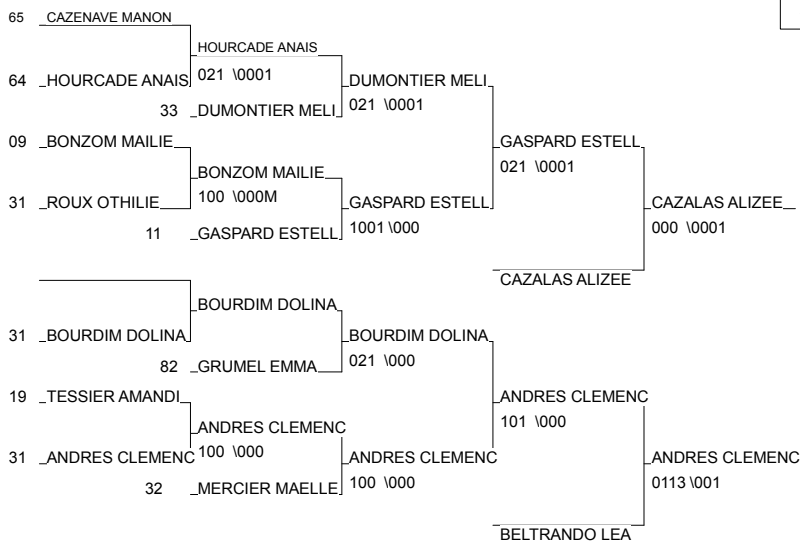 65 CAZENAVE MANON
HOURCADE ANAIS
64 HOURCADE ANAIS 021 \0001 DUMONTIER MELI
33 DUMONTIER MELI 021 \0001
09 BONZOM MAILIE GASPARD ESTELL
BONZOM MAILIE 021 \0001
31 ROUX OTHILIE 100 \000M GASPARD ESTELL CAZALAS ALIZEE
11 GASPARD ESTELL 1001 \000 000 \0001
CAZALAS ALIZEE
BOURDIM DOLINA
31 BOURDIM DOLINA BOURDIM DOLINA
82 GRUMEL EMMA 021 \000
19 TESSIER AMANDI ANDRES CLEMENC
ANDRES CLEMENC 101 \000
31 ANDRES CLEMENC 100 \000 ANDRES CLEMENC ANDRES CLEMENC
32 MERCIER MAELLE 100 \000 0113 \001
BELTRANDO LEA